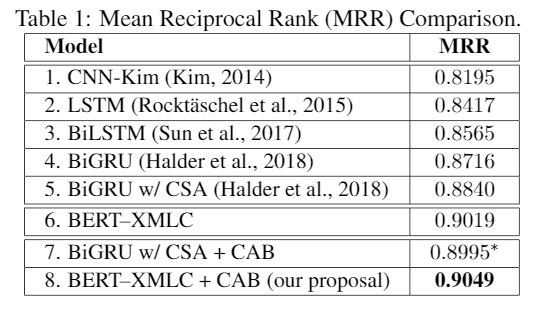 Table 1: Mean Reciprocal Rank (MRR) Comparison.
Model MRR
1. CNN-Kim (Kim, 2014) 0.8195
2. LSTM (Rocktäschel et al., 2015) 0.8417
3. BiLSTM (Sun et al., 2017) 0.8565
4. BiGRU (Halder et al., 2018) 0.8716
5. BiGRU w/ CSA (Halder et al., 2018) 0.8840
6. BERT–XMLC 0.9019
7. BiGRU w/ CSA + CAB 0.8995*
8. BERT–XMLC + CAB (our proposal) 0.9049